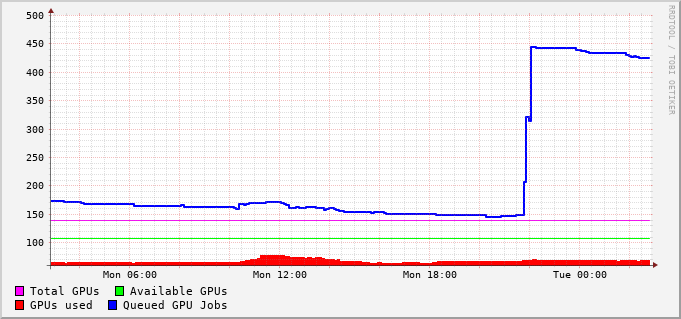 500
450
400
350
300
250
200
150
100
Mon 06:00 Mon 12:00 Mon 18:00 Tue 00:00
Total GPUs Available GPUs
GPUs used Queued GPU Jobs
RRDTOOL / TOBI OETIKER